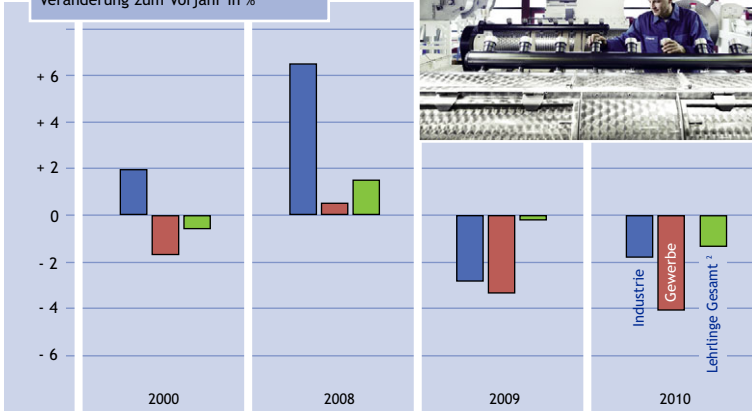 Veränderung zum Vorjahr in %
+ 6
+ 4
+ 2
0
- 2
- 4
- 6
Industrie
Gewerbe
Lehrlinge Gesamt ²
2000
2008
2009
2010